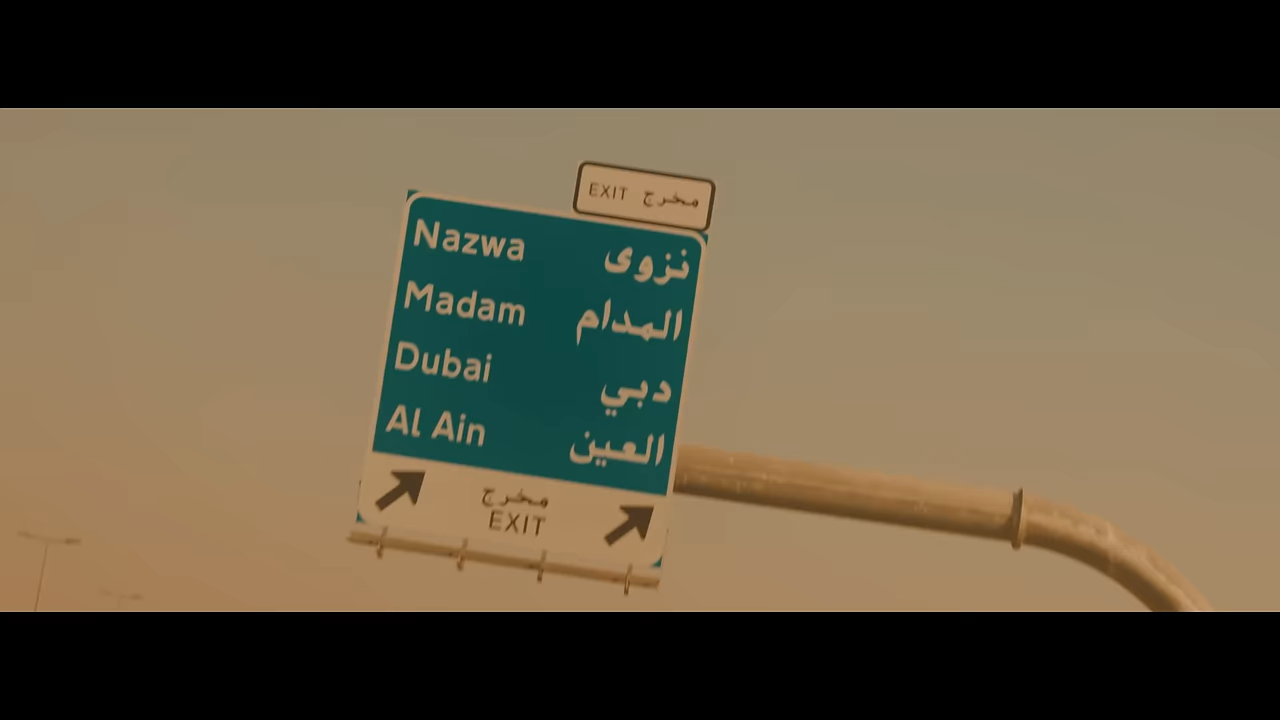 EXIT مخرج
Nazwa نزوى
Madam المدام
Dubai دبي
Al Ain العين
مخرج
EXIT